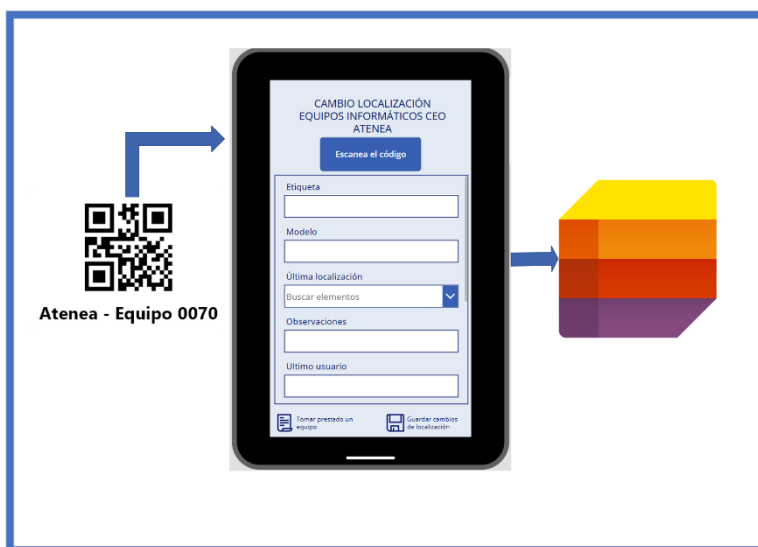 CAMBIO LOCALIZACIÓN
EQUIPOS INFORMÁTICOS CEO
ATENEA
Escanea el código
Etiqueta
Modelo
Última localización
Buscar elementos
Observaciones
Ultimo usuario
Tomar prestado un
equipo
Guardar cambios
de localización
Atenea - Equipo 0070